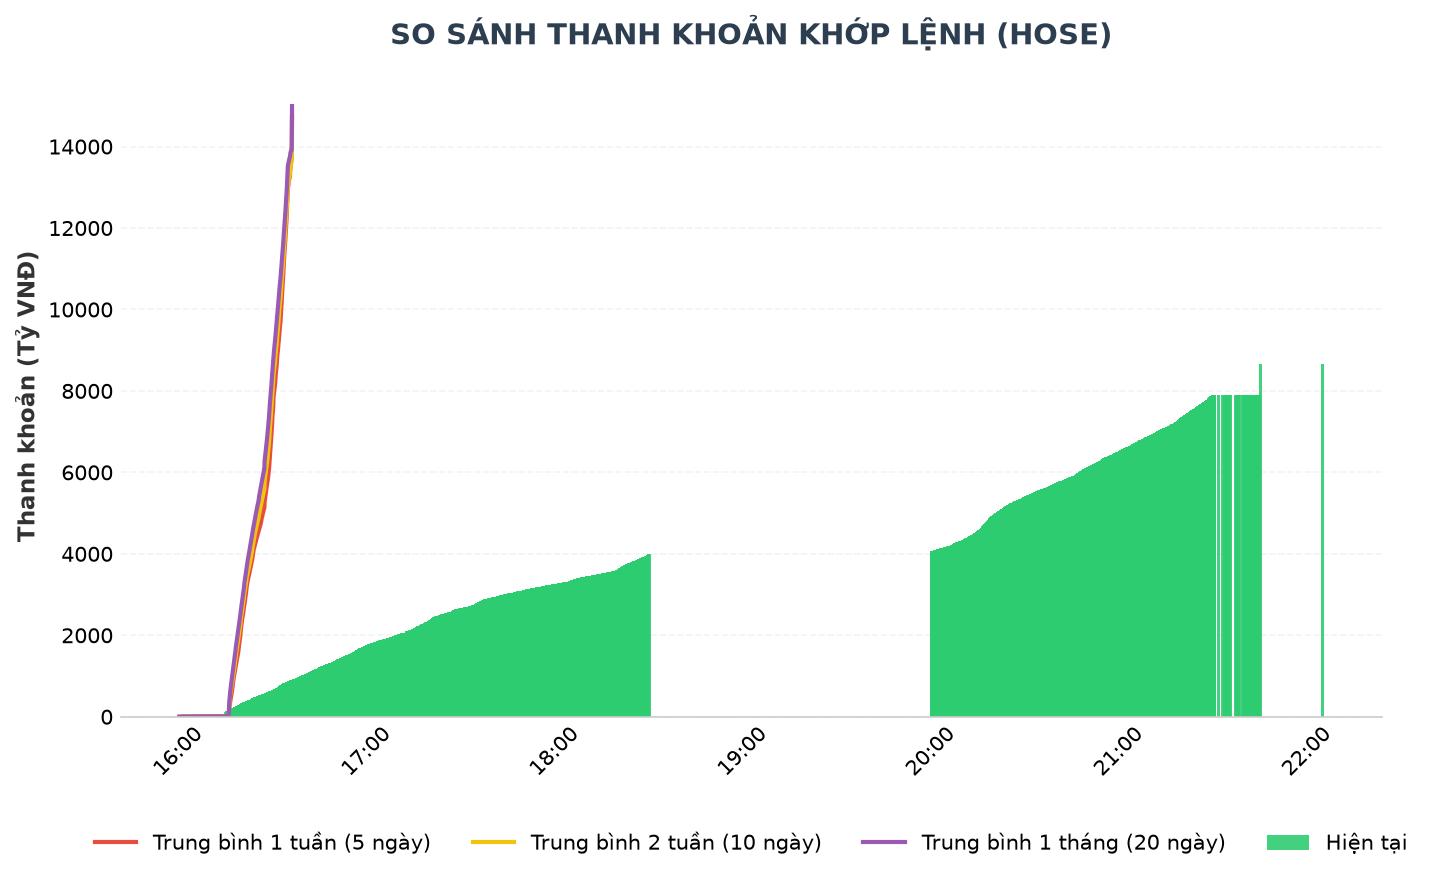 SO SÁNH THANH KHOẢN KHỚP LỆNH (HOSE)
Thanh khoản (Tỷ VNĐ)
14000
12000
10000
8000
6000
4000
2000
0
16:00 17:00 18:00 19:00 20:00 21:00 22:00
Trung bình 1 tuần (5 ngày) Trung bình 2 tuần (10 ngày) Trung bình 1 tháng (20 ngày) Hiện tại